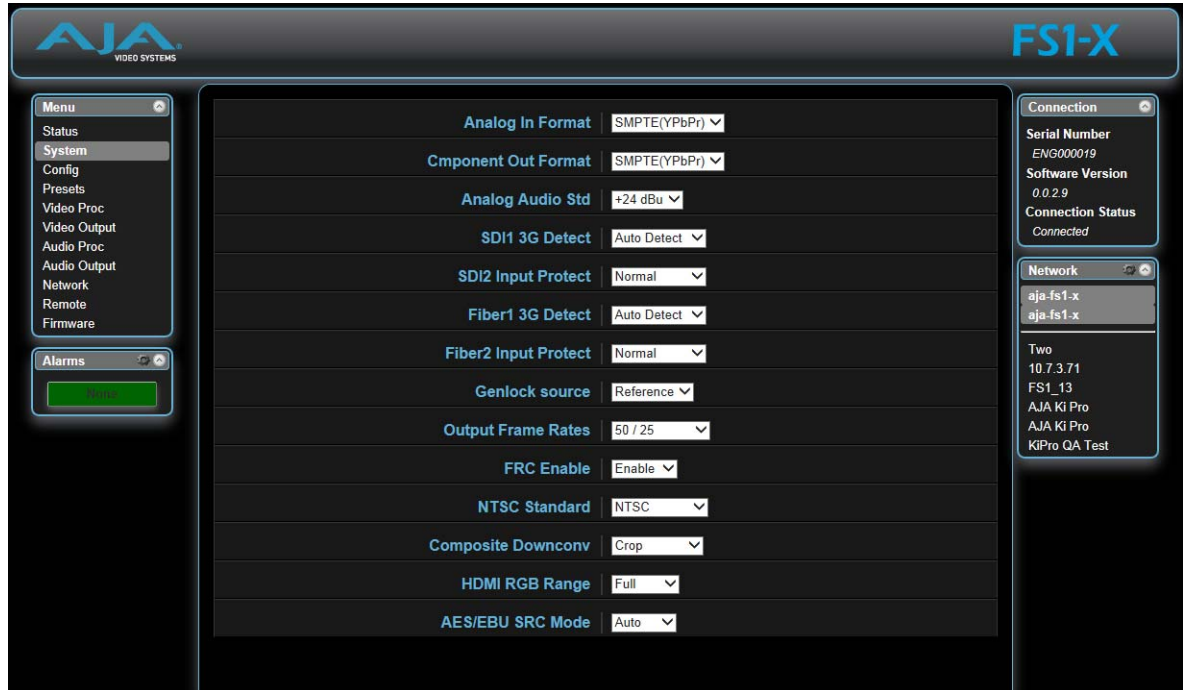 AJA
VIDEO SYSTEMS
FS1-X
Menu
Status
System
Config
Presets
Video Proc
Video Output
Audio Proc
Audio Output
Network
Remote
Firmware
Alarms
None
Analog In Format SMPTE(YPbPr)
Cmponent Out Format SMPTE(YPbPr)
Analog Audio Std +24 dBu
SDI1 3G Detect Auto Detect
SDI2 Input Protect Normal
Fiber1 3G Detect Auto Detect
Fiber2 Input Protect Normal
Genlock source Reference
Output Frame Rates 50 / 25
FRC Enable Enable
NTSC Standard NTSC
Composite Downconv Crop
HDMI RGB Range Full
AES/EBU SRC Mode Auto
Connection
Serial Number
ENG000019
Software Version
0.0.2.9
Connection Status
Connected
Network
aja-fs1-x
aja-fs1-x
Two
10.7.3.71
FS1_13
AJA Ki Pro
AJA Ki Pro
KiPro QA Test